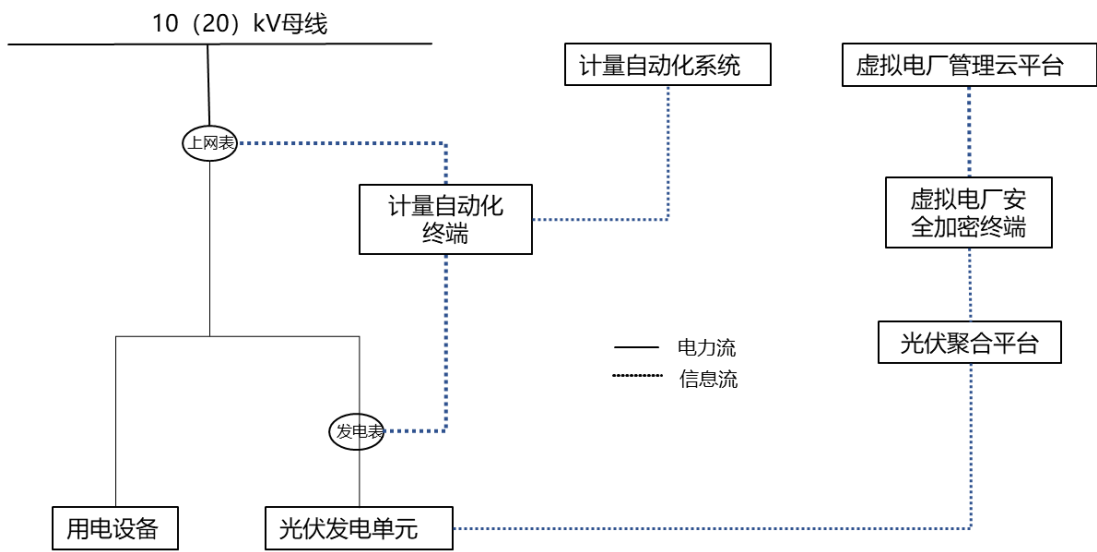 10（20）kV母线
计量自动化系统
虚拟电厂管理云平台
上网表
计量自动化
终端
虚拟电厂安
全加密终端
光伏聚合平台
电力流
信息流
发电表
用电设备
光伏发电单元